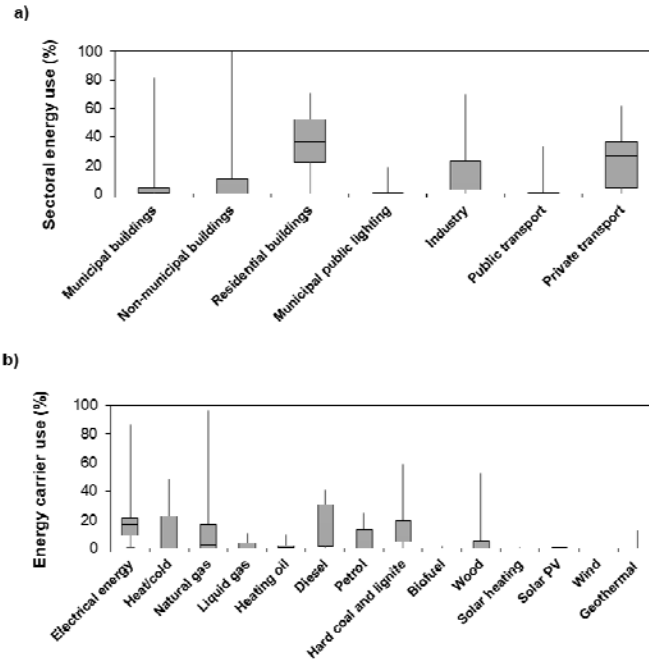 a)
Sectoral energy use (%)
100
80
60
40
20
0
Municipal buildings
Non-municipal buildings
Residential buildings
Municipal public lighting
Industry
Public transport
Private transport
b)
Energy carrier use (%)
100
80
60
40
20
0
Electrical energy
Heat/cold
Natural gas
Liquid gas
Heating oil
Diesel
Petrol
Hard coal and lignite
Biofuel
Wood
Solar heating
Solar PV
Wind
Geothermal